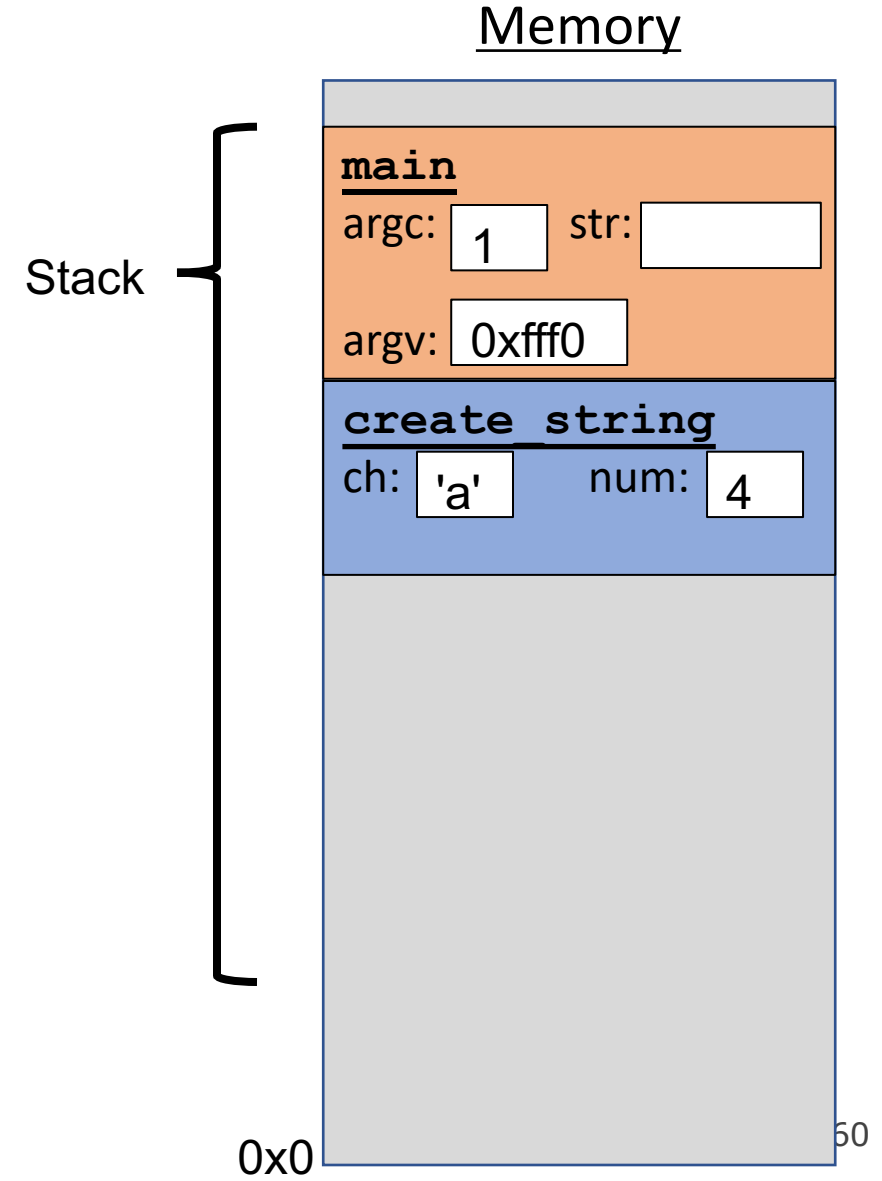 Memory
main
argc: 1 str:
Stack
argv: 0xfff0
create_string
ch: 'a' num: 4
60
0x0